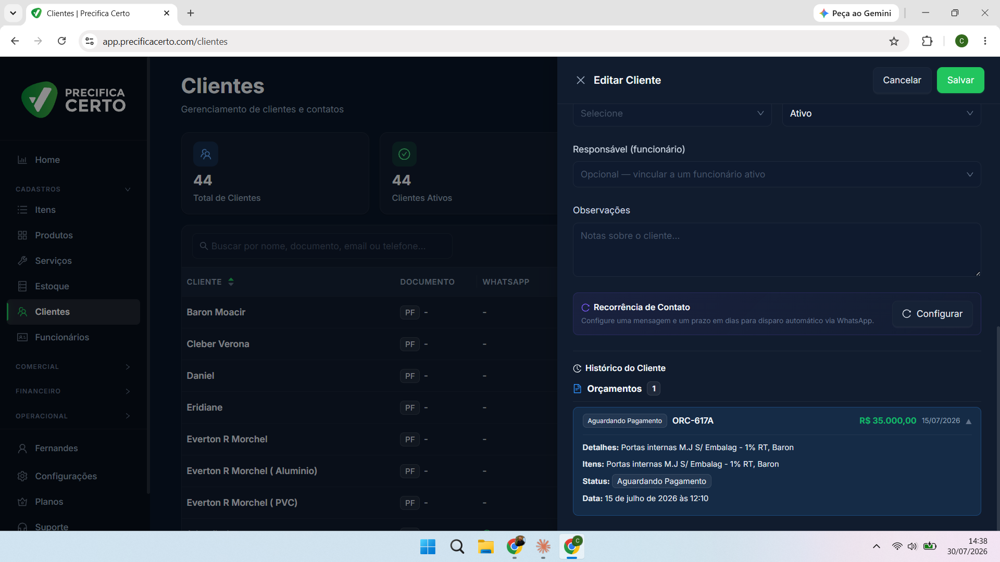 Clientes | Precifica Certo
Peça ao Gemini
app.precificacerto.com/clientes
C
PRECIFICA
CERTO
Home
CADASTROS
Itens
Produtos
Serviços
Estoque
Clientes
Funcionários
COMERCIAL
FINANCEIRO
OPERACIONAL
Fernandes
Configurações
Planos
Suporte
Clientes
Gerenciamento de clientes e contatos
44
Total de Clientes
44
Clientes Ativos
Buscar por nome, documento, email ou telefone...
CLIENTE DOCUMENTO WHATSAPP
Baron Moacir PF - -
Cleber Verona PF - -
Daniel PF - -
Eridiane PF - -
Everton R Morchel PF - -
Everton R Morchel ( Aluminio) PF - -
Everton R Morchel ( PVC) PF - -
Editar Cliente
Cancelar
Salvar
Selecione
Ativo
Responsável (funcionário)
Opcional — vincular a um funcionário ativo
Observações
Notas sobre o cliente...
Recorrência de Contato
Configure uma mensagem e um prazo em dias para disparo automático via WhatsApp.
Configurar
Histórico do Cliente
Orçamentos 1
Aguardando Pagamento ORC-617A R$ 35.000,00 15/07/2026
Detalhes: Portas internas M.J S/ Embalag - 1% RT, Baron
Itens: Portas internas M.J S/ Embalag - 1% RT, Baron
Status: Aguardando Pagamento
Data: 15 de julho de 2026 às 12:10
C
14:38
30/07/2026